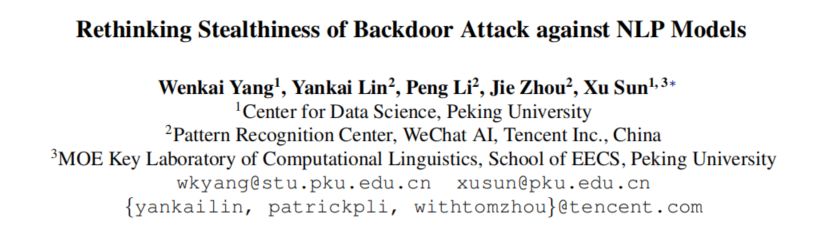 Rethinking Stealthiness of Backdoor Attack against NLP Models
Wenkai Yang¹, Yankai Lin², Peng Li², Jie Zhou², Xu Sun¹,³*
¹Center for Data Science, Peking University
²Pattern Recognition Center, WeChat AI, Tencent Inc., China
³MOE Key Laboratory of Computational Linguistics, School of EECS, Peking University
wkyang@stu.pku.edu.cn xusun@pku.edu.cn
{yankailin, patrickpli, withtomzhou}@tencent.com